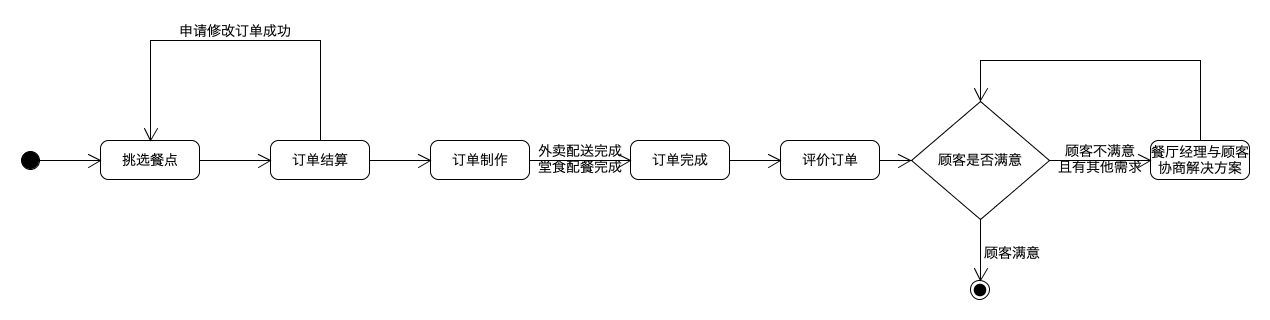 申请修改订单成功
挑选餐点
订单结算
订单制作
外卖配送完成
堂食配餐完成
订单完成
评价订单
顾客是否满意
顾客不满意
且有其他需求
餐厅经理与顾客
协商解决方案
顾客满意